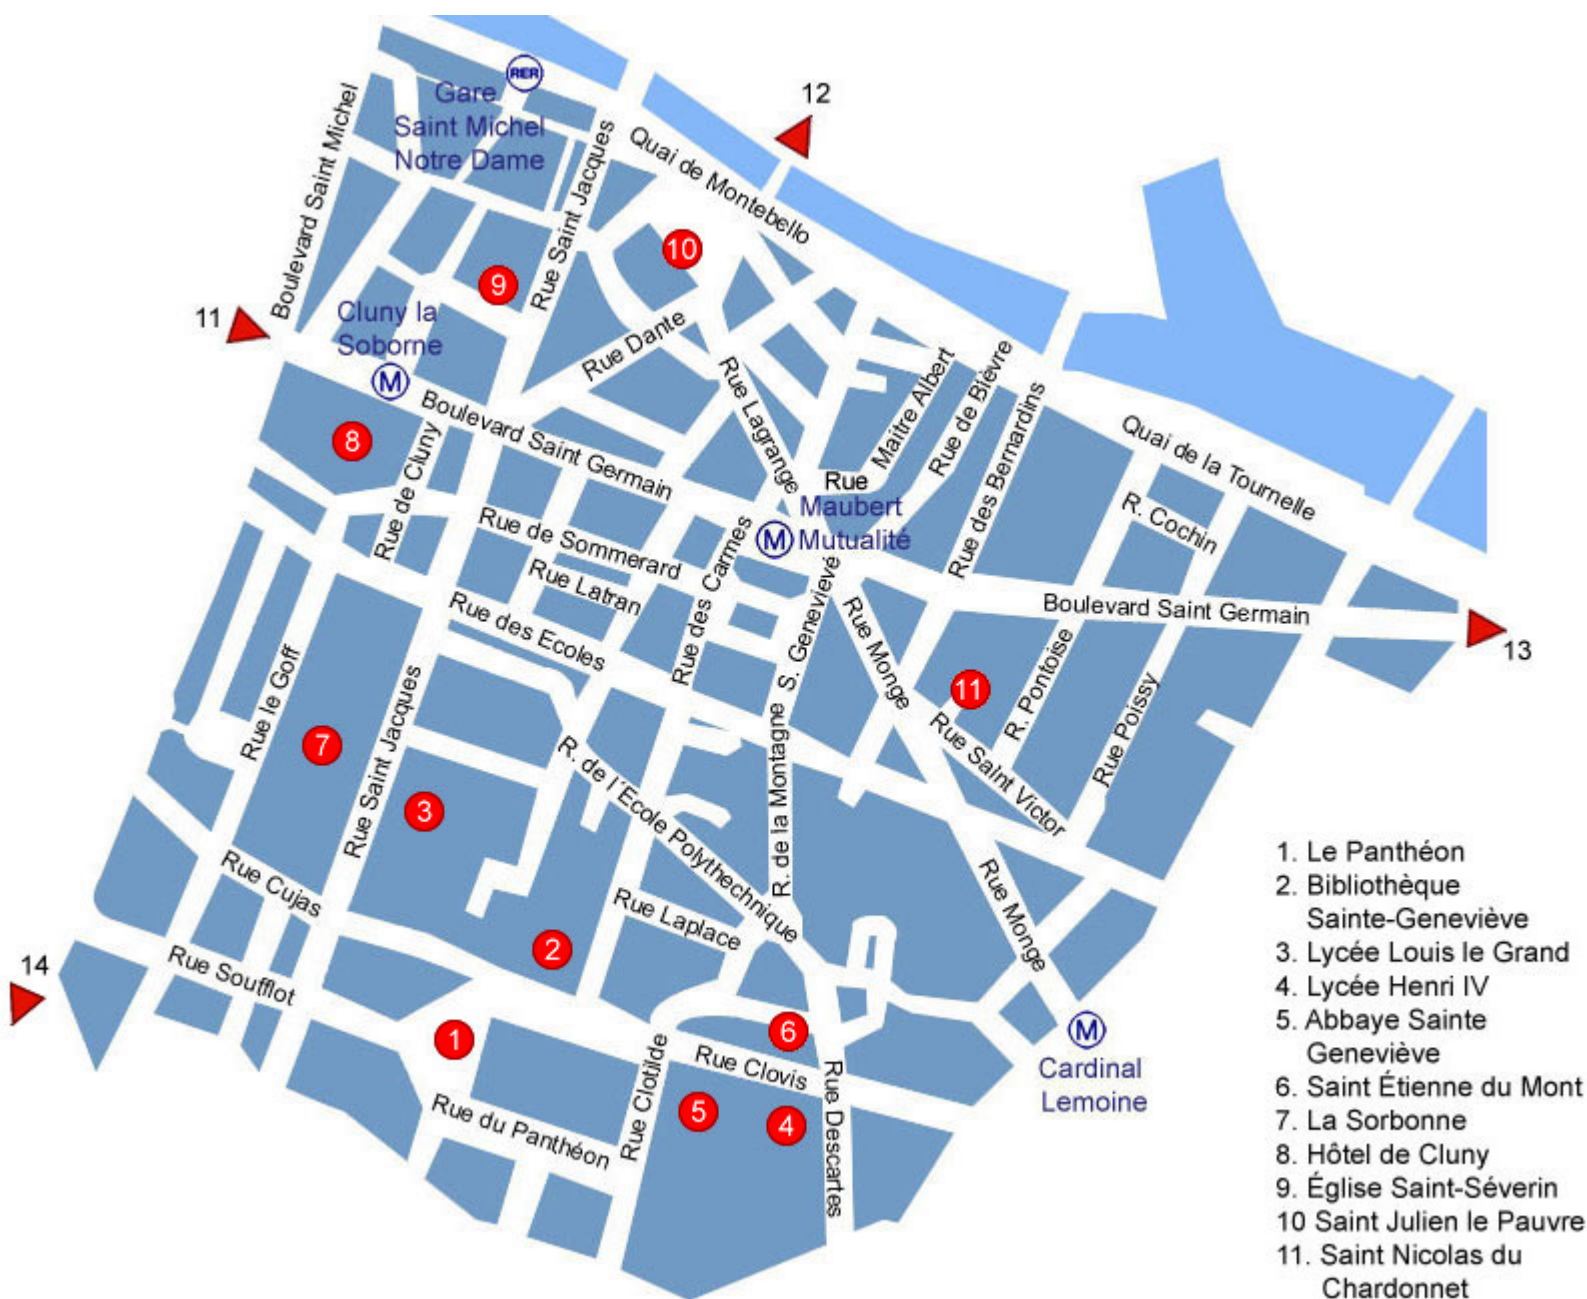 12
RER
Gare
Saint Michel
Notre Dame
Boulevard Saint Michel
Rue Saint Jacques
Quai de Montebello
10
9
11
Cluny la
Soborne
M
Rue Dante
Rue Lagrange
Maitre Albert
Rue
Rue de Bièvre
Rue des Bernardins
Quai de la Tournelle
8
Boulevard Saint Germain
Rue de Cluny
R. Cochin
Maubert
M Mutualité
Rue de Sommerard
Rue Latran
Rue des Carmes
Rue des Ecoles
S. Genevieve
R. de la Montagne
Rue Monge
Boulevard Saint Germain
13
11
R. Pontoise
Rue Poissy
Rue Saint Victor
Rue le Goff
7
Rue Saint Jacques
3
R. de l'Ecole Polythechnique
Rue Cujas
Rue Laplace
Rue Monge
2
14
Rue Soufflot
1
6
Rue Clovis
Rue Clotilde
Rue Descartes
5
4
Rue du Panthéon
M
Cardinal
Lemoine
1. Le Panthéon
2. Bibliothèque
Sainte-Geneviève
3. Lycée Louis le Grand
4. Lycée Henri IV
5. Abbaye Sainte
Geneviève
6. Saint Étienne du Mont
7. La Sorbonne
8. Hôtel de Cluny
9. Église Saint-Séverin
10 Saint Julien le Pauvre
11. Saint Nicolas du
Chardonnet